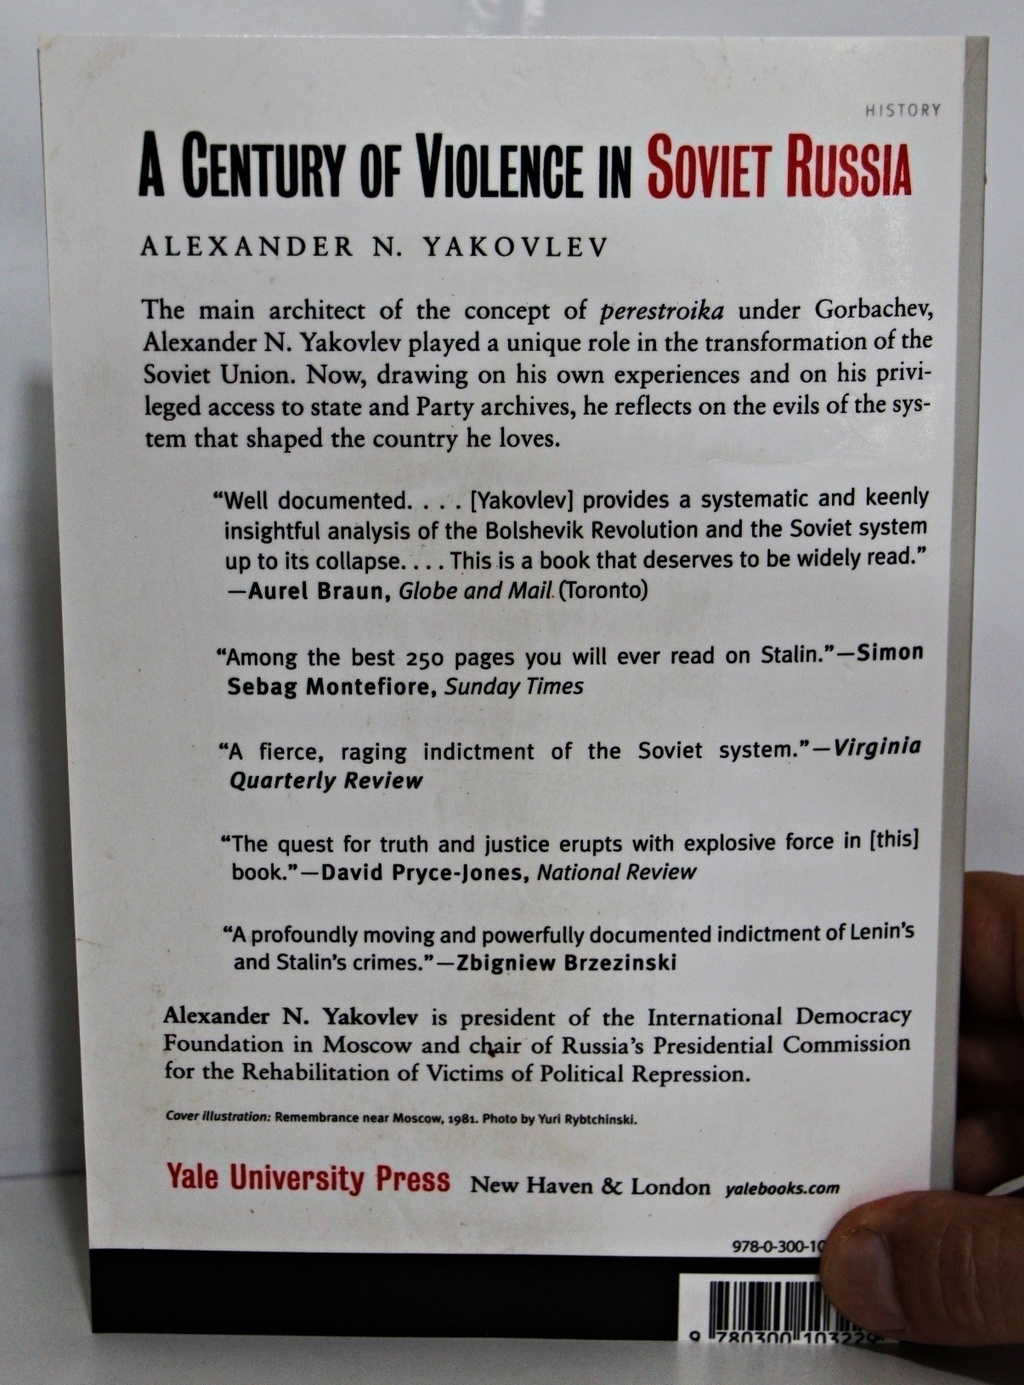 HISTORY
A CENTURY OF VIOLENCE IN SOVIET RUSSIA
ALEXANDER N. YAKOVLEV
The main architect of the concept of perestroika under Gorbachev,
Alexander N. Yakovlev played a unique role in the transformation of the
Soviet Union. Now, drawing on his own experiences and on his privi-
leged access to state and Party archives, he reflects on the evils of the sys-
tem that shaped the country he loves.
“Well documented. . . . [Yakovlev] provides a systematic and keenly
insightful analysis of the Bolshevik Revolution and the Soviet system
up to its collapse. . . . This is a book that deserves to be widely read.”
—Aurel Braun, Globe and Mail (Toronto)
“Among the best 250 pages you will ever read on Stalin.”—Simon
Sebag Montefiore, Sunday Times
“A fierce, raging indictment of the Soviet system.”—Virginia
Quarterly Review
“The quest for truth and justice erupts with explosive force in [this]
book.”—David Pryce-Jones, National Review
“A profoundly moving and powerfully documented indictment of Lenin’s
and Stalin’s crimes.”—Zbigniew Brzezinski
Alexander N. Yakovlev is president of the International Democracy
Foundation in Moscow and chair of Russia’s Presidential Commission
for the Rehabilitation of Victims of Political Repression.
Cover illustration: Remembrance near Moscow, 1981. Photo by Yuri Rybtchinski.
Yale University Press New Haven & London yalebooks.com
978-0-300-10
9 780300 103229